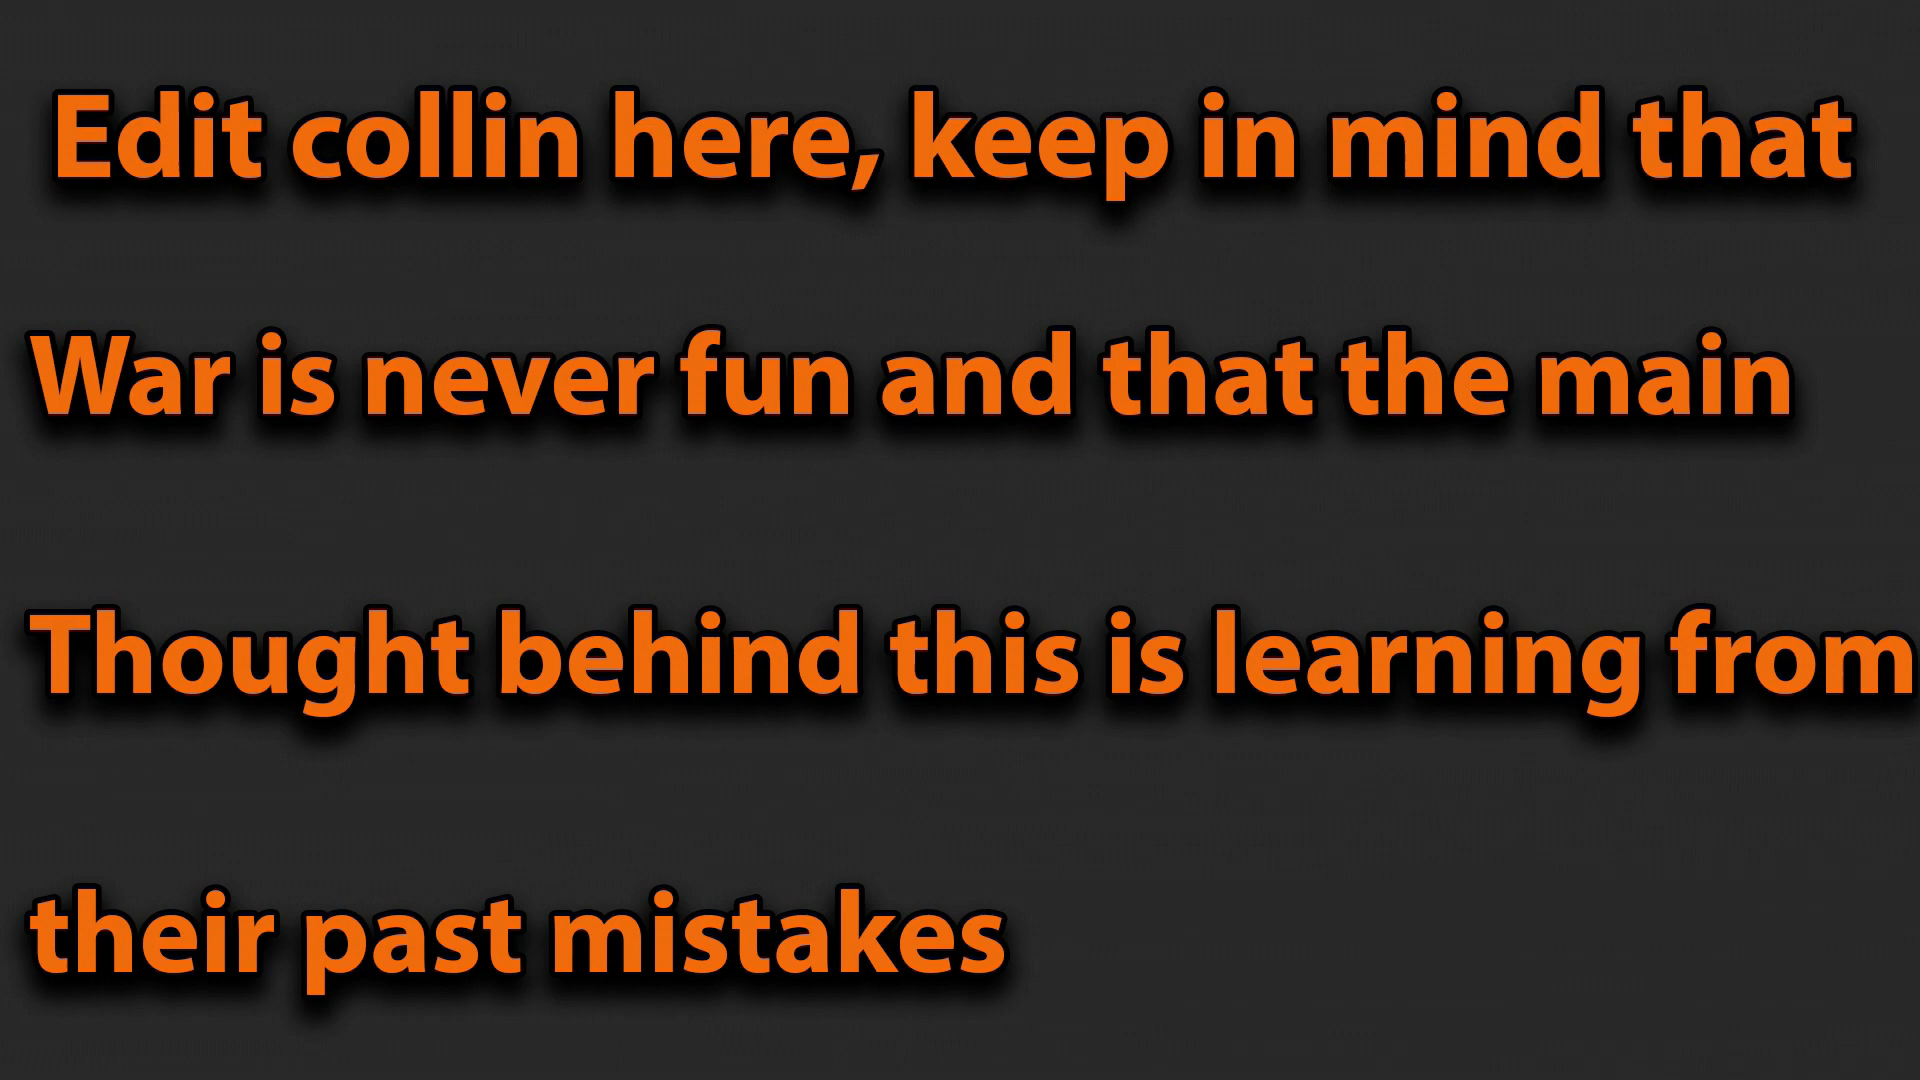 Edit collin here, keep in mind that
War is never fun and that the main
Thought behind this is learning from
their past mistakes